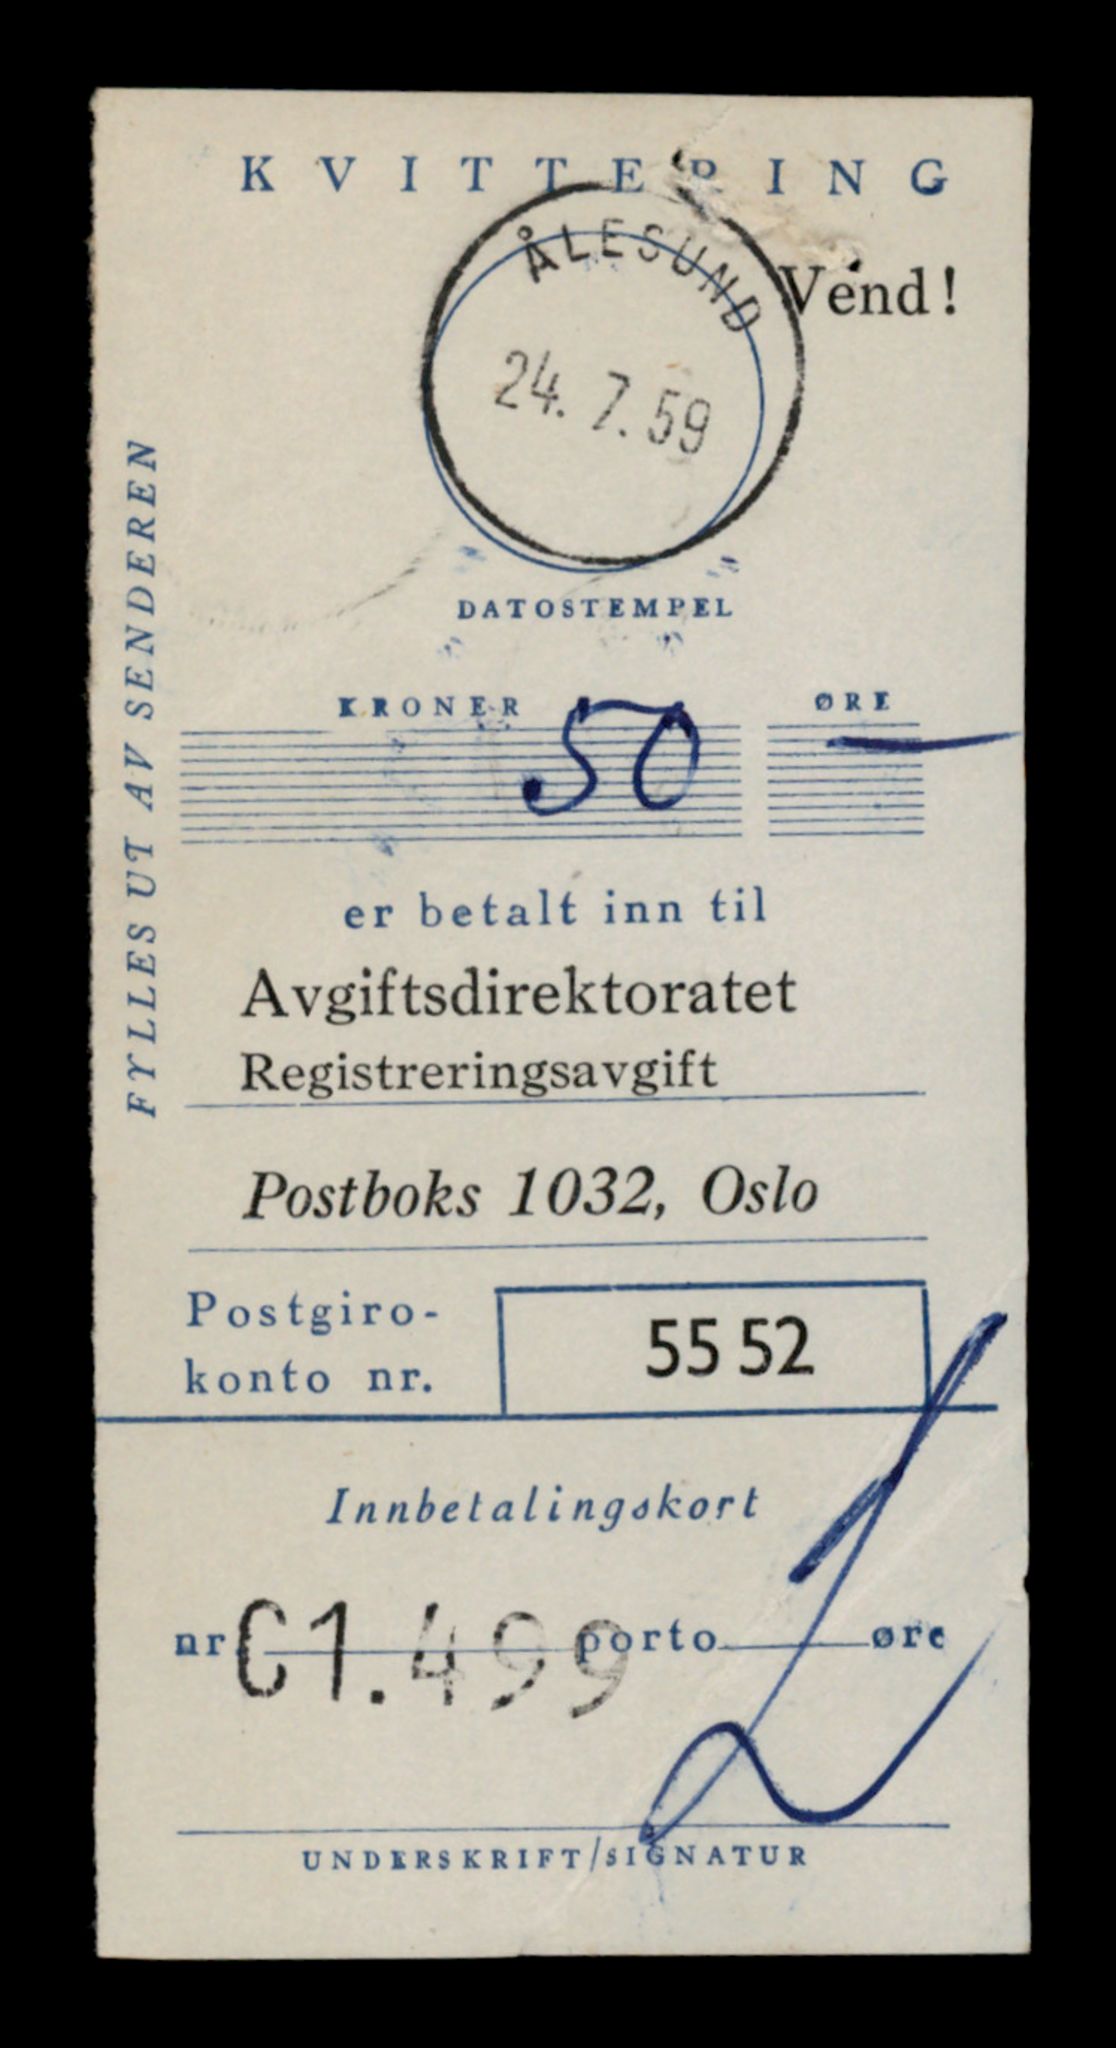 KVITTERING
Vend!
ÅLESUND
24. 7. 59
DATOSTEMPEL
FYLLES UT AV SENDEREN
KRONER ØRE
50 —
er betalt inn til
Avgiftsdirektoratet
Registreringsavgift
Postboks 1032, Oslo
Postgiro-
konto nr.
55 52
Innbetalingskort
nr C1.499 porto øre
UNDERSKRIFT/SIGNATUR